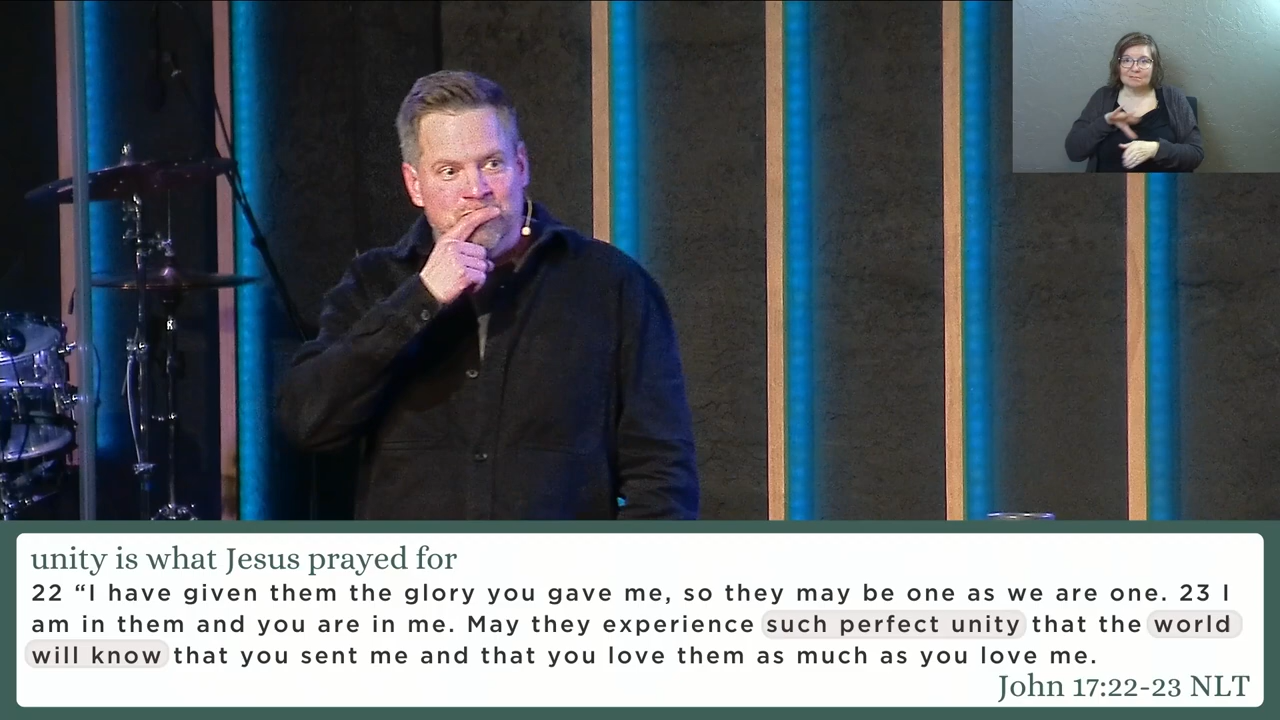 unity is what Jesus prayed for
22 “I have given them the glory you gave me, so they may be one as we are one. 23 I
am in them and you are in me. May they experience such perfect unity that the world
will know that you sent me and that you love them as much as you love me.
John 17:22-23 NLT